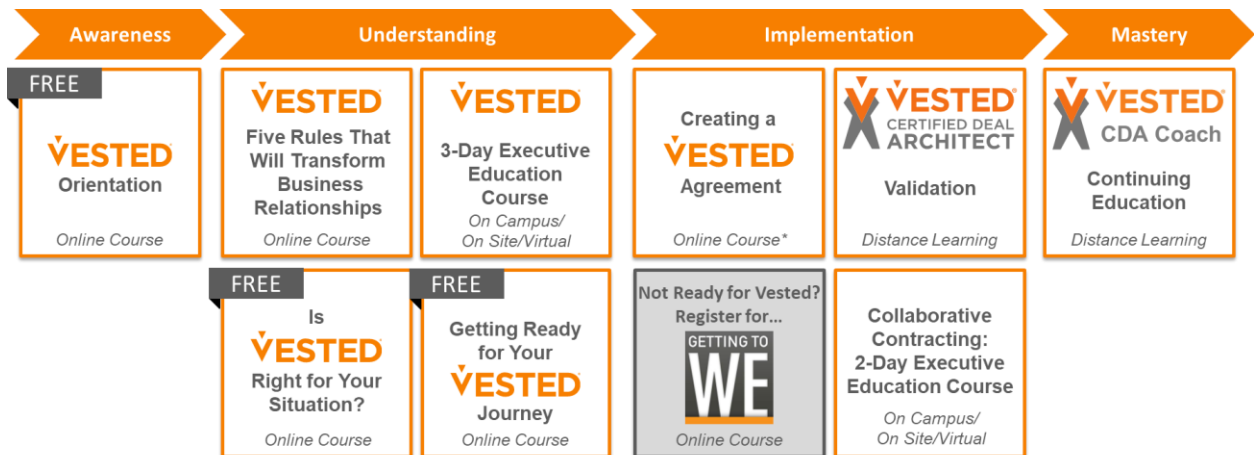 Awareness
Understanding
Implementation
Mastery
FREE
VESTED
Orientation
Online Course
VESTED®
Five Rules That
Will Transform
Business
Relationships
Online Course
VESTED®
3-Day Executive
Education
Course
On Campus/
On Site/Virtual
Creating a
VESTED®
Agreement
Online Course*
VESTED®
CERTIFIED DEAL
ARCHITECT
Validation
Distance Learning
VESTED®
CDA Coach
Continuing
Education
Distance Learning
FREE
Is
VESTED®
Right for Your
Situation?
Online Course
FREE
Getting Ready
for Your
VESTED®
Journey
Online Course
Not Ready for Vested?
Register for...
GETTING TO
WE
Online Course
Collaborative
Contracting:
2-Day Executive
Education Course
On Campus/
On Site/Virtual